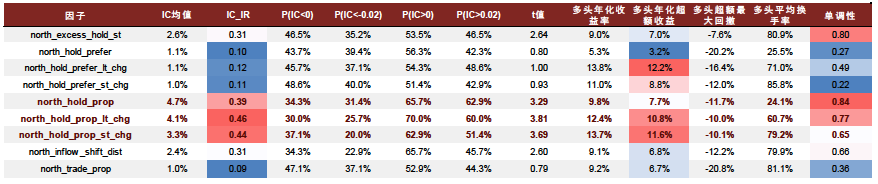 因子 IC均值 IC_IR P(IC<0) P(IC<-0.02) P(IC>0) P(IC>0.02) t值 多头年化收益率 多头年化超额收益 多头超额最大回撤 多头平均换手率 单调性
north_excess_hold_st 2.6% 0.31 46.5% 35.2% 53.5% 46.5% 2.64 9.0% 7.0% -7.6% 80.9% 0.80
north_hold_prefer 1.1% 0.10 43.7% 39.4% 56.3% 42.3% 0.80 5.3% 3.2% -20.2% 25.5% 0.27
north_hold_prefer_lt_chg 1.1% 0.12 45.7% 37.1% 54.3% 48.6% 1.00 13.8% 12.2% -16.4% 71.0% 0.49
north_hold_prefer_st_chg 1.0% 0.11 48.6% 40.0% 51.4% 42.9% 0.93 11.0% 8.8% -12.0% 85.8% 0.22
north_hold_prop 4.7% 0.39 34.3% 31.4% 65.7% 62.9% 3.29 9.8% 7.7% -11.7% 24.1% 0.84
north_hold_prop_lt_chg 4.1% 0.46 30.0% 25.7% 70.0% 60.0% 3.81 12.4% 10.8% -10.0% 60.7% 0.77
north_hold_prop_st_chg 3.3% 0.44 37.1% 20.0% 62.9% 51.4% 3.69 13.7% 11.6% -10.1% 79.2% 0.65
north_inflow_shift_dist 2.4% 0.31 34.3% 22.9% 65.7% 45.7% 2.60 9.1% 6.8% -12.2% 79.9% 0.66
north_trade_prop 1.0% 0.09 47.1% 37.1% 52.9% 44.3% 0.79 9.2% 6.7% -20.8% 81.1% 0.36